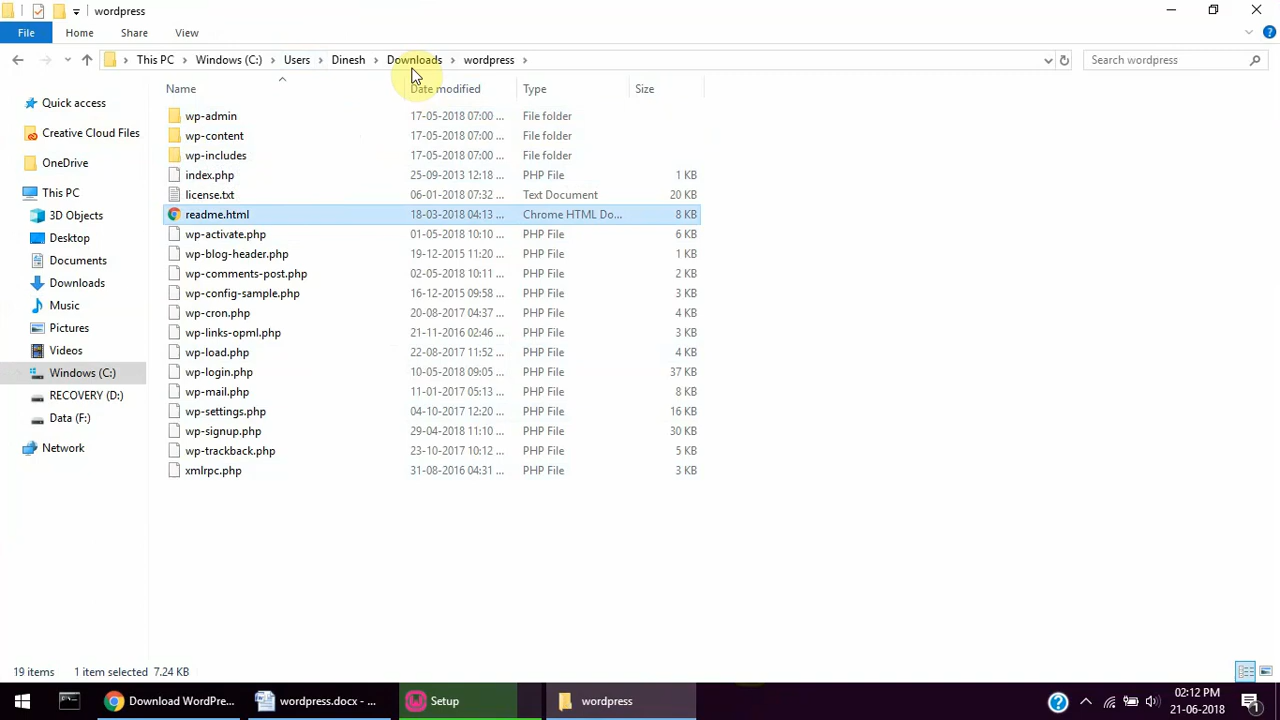 wordpress
File Home Share View
This PC Windows (C:) Users Dinesh Downloads wordpress Search wordpress
Name Date modified Type Size
Quick access
Creative Cloud Files
OneDrive
This PC
3D Objects
Desktop
Documents
Downloads
Music
Pictures
Videos
Windows (C:)
RECOVERY (D:)
Data (F:)
Network
wp-admin 17-05-2018 07:00 ... File folder
wp-content 17-05-2018 07:00 ... File folder
wp-includes 17-05-2018 07:00 ... File folder
index.php 25-09-2013 12:18 ... PHP File 1 KB
license.txt 06-01-2018 07:32 ... Text Document 20 KB
readme.html 18-03-2018 04:13 ... Chrome HTML Do... 8 KB
wp-activate.php 01-05-2018 10:10 ... PHP File 6 KB
wp-blog-header.php 19-12-2015 11:20 ... PHP File 1 KB
wp-comments-post.php 02-05-2018 10:11 ... PHP File 2 KB
wp-config-sample.php 16-12-2015 09:58 ... PHP File 3 KB
wp-cron.php 20-08-2017 04:37 ... PHP File 4 KB
wp-links-opml.php 21-11-2016 02:46 ... PHP File 3 KB
wp-load.php 22-08-2017 11:52 ... PHP File 4 KB
wp-login.php 10-05-2018 09:05 ... PHP File 37 KB
wp-mail.php 11-01-2017 05:13 ... PHP File 8 KB
wp-settings.php 04-10-2017 12:20 ... PHP File 16 KB
wp-signup.php 29-04-2018 11:10 ... PHP File 30 KB
wp-trackback.php 23-10-2017 10:12 ... PHP File 5 KB
xmlrpc.php 31-08-2016 04:31 ... PHP File 3 KB
19 items 1 item selected 7.24 KB
Download WordPre... wordpress.docx - ... Setup wordpress 02:12 PM
21-06-2018